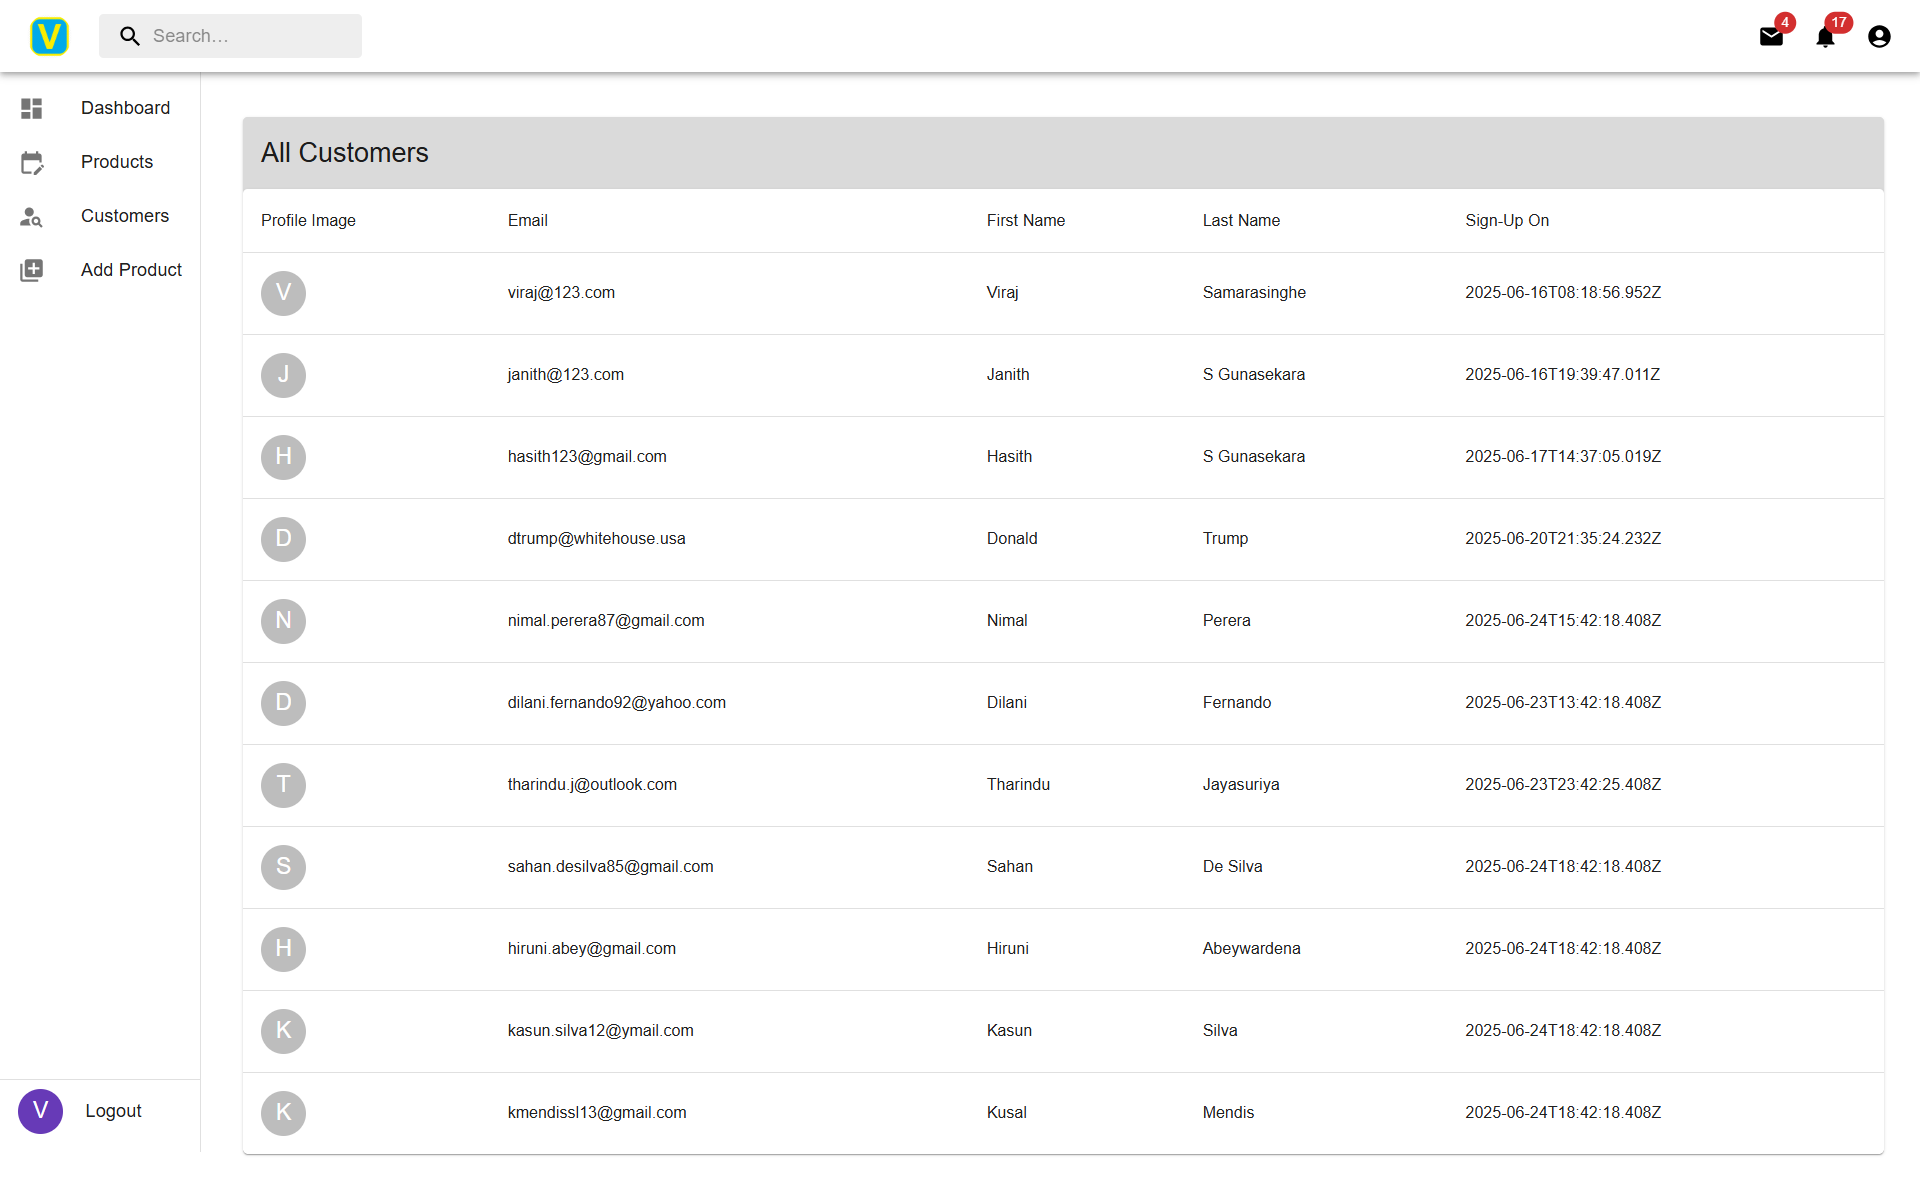 V Search... 4 17
Dashboard
Products
Customers
Add Product
All Customers
Profile Image Email First Name Last Name Sign-Up On
V viraj@123.com Viraj Samarasinghe 2025-06-16T08:18:56.952Z
J janith@123.com Janith S Gunasekara 2025-06-16T19:39:47.011Z
H hasith123@gmail.com Hasith S Gunasekara 2025-06-17T14:37:05.019Z
D dtrump@whitehouse.usa Donald Trump 2025-06-20T21:35:24.232Z
N nimal.perera87@gmail.com Nimal Perera 2025-06-24T15:42:18.408Z
D dilani.fernando92@yahoo.com Dilani Fernando 2025-06-23T13:42:18.408Z
T tharindu.j@outlook.com Tharindu Jayasuriya 2025-06-23T23:42:25.408Z
S sahan.desilva85@gmail.com Sahan De Silva 2025-06-24T18:42:18.408Z
H hiruni.abey@gmail.com Hiruni Abeywardena 2025-06-24T18:42:18.408Z
K kasun.silva12@ymail.com Kasun Silva 2025-06-24T18:42:18.408Z
K kmendissl13@gmail.com Kusal Mendis 2025-06-24T18:42:18.408Z
V Logout